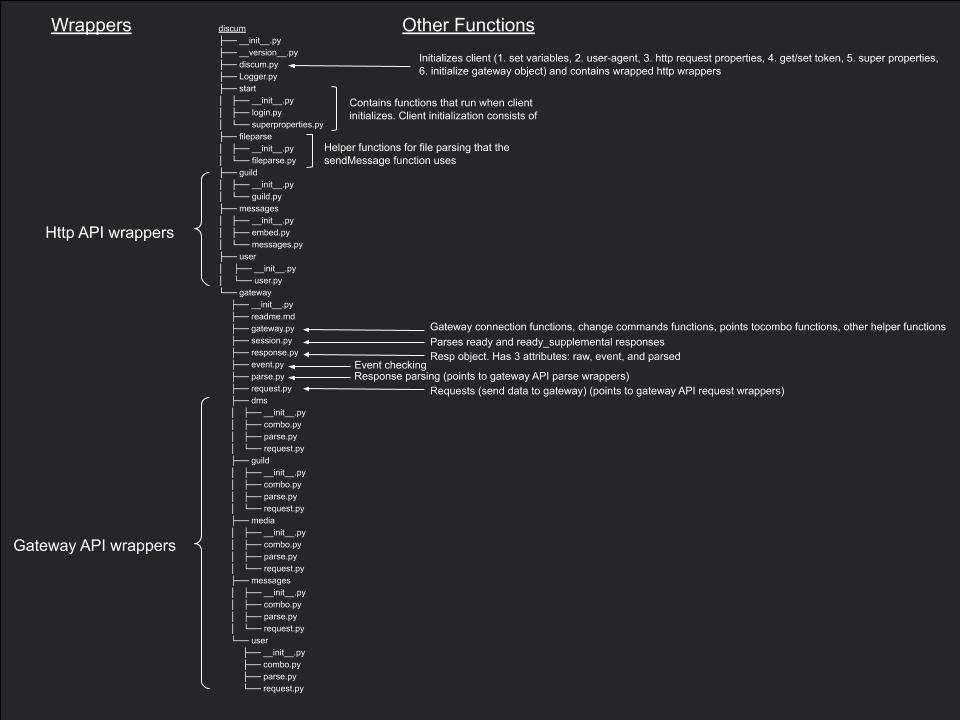 Wrappers
Other Functions
discum
├── __init__.py
├── __version__.py
├── discum.py
Initializes client (1. set variables, 2. user-agent, 3. http request properties, 4. get/set token, 5. super properties,
6. initialize gateway object) and contains wrapped http wrappers
├── Logger.py
├── start
│ ├── __init__.py
│ ├── login.py
│ └── superproperties.py
Contains functions that run when client
initializes. Client initialization consists of
├── fileparse
│ ├── __init__.py
│ └── fileparse.py
Helper functions for file parsing that the
sendMessage function uses
├── guild
│ ├── __init__.py
│ └── guild.py
├── messages
│ ├── __init__.py
│ ├── embed.py
│ └── messages.py
├── user
│ ├── __init__.py
│ └── user.py
Http API wrappers
└── gateway
├── __init__.py
├── readme.md
├── gateway.py
Gateway connection functions, change commands functions, points tocombo functions, other helper functions
├── session.py
Parses ready and ready_supplemental responses
├── response.py
Resp object. Has 3 attributes: raw, event, and parsed
├── event.py
Event checking
├── parse.py
Response parsing (points to gateway API parse wrappers)
├── request.py
Requests (send data to gateway) (points to gateway API request wrappers)
├── dms
│ ├── __init__.py
│ ├── combo.py
│ ├── parse.py
│ └── request.py
├── guild
│ ├── __init__.py
│ ├── combo.py
│ ├── parse.py
│ └── request.py
├── media
│ ├── __init__.py
│ ├── combo.py
│ ├── parse.py
│ └── request.py
Gateway API wrappers
├── messages
│ ├── __init__.py
│ ├── combo.py
│ ├── parse.py
│ └── request.py
└── user
├── __init__.py
├── combo.py
├── parse.py
└── request.py